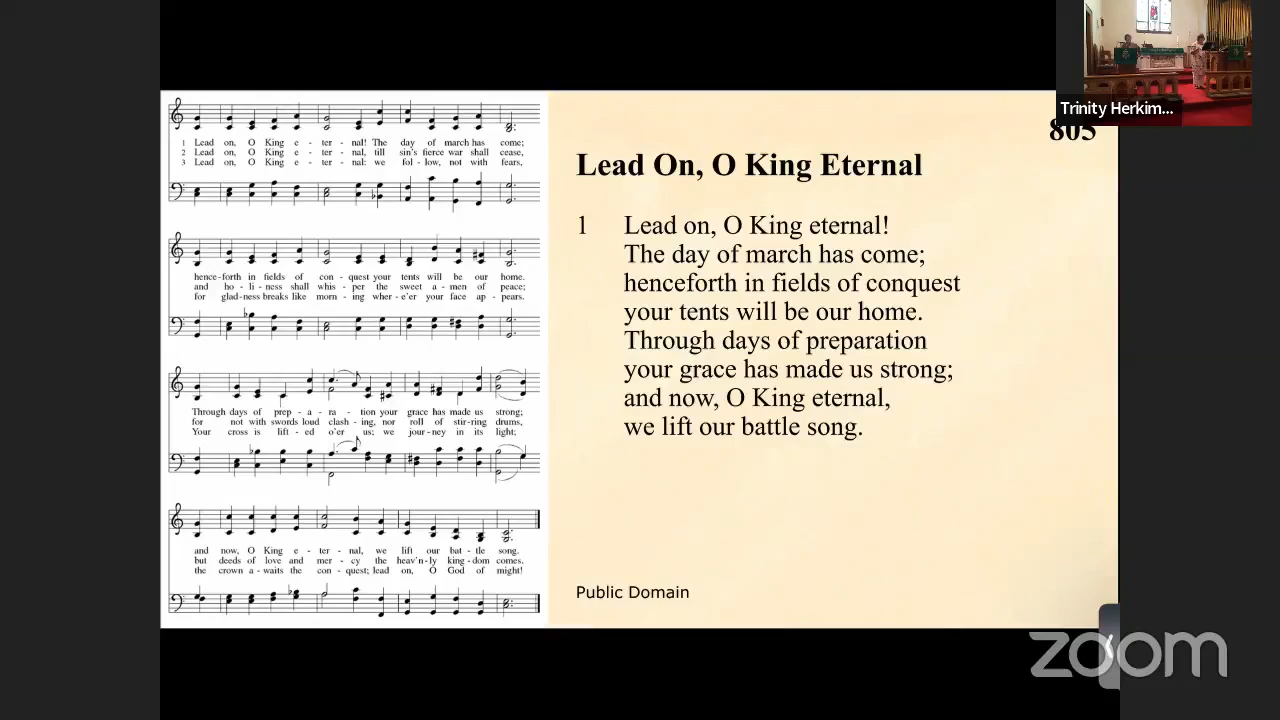 1 Lead on, O King e - ter - nal! The day of march has come;
2 Lead on, O King e - ter - nal, till sin's fierce war shall cease,
3 Lead on, O King e - ter - nal: we fol - low, not with fears,
hence - forth in fields of con - quest your tents will be our home.
and ho - li - ness shall whis - per the sweet a - men of peace;
for glad - ness breaks like morn - ing wher - e'er your face ap - pears.
Through days of prep - a - ra - tion your grace has made us strong;
for not with swords loud clash - ing, nor roll of stir - ring drums,
Your cross is lift - ed o'er us; we jour - ney in its light;
and now, O King e - ter - nal, we lift our bat - tle song.
but deeds of love and mer - cy the heav'n - ly king - dom comes.
the crown a - waits the con - quest; lead on, O God of might!
Trinity Herkim...
805
Lead On, O King Eternal
1 Lead on, O King eternal!
The day of march has come;
henceforth in fields of conquest
your tents will be our home.
Through days of preparation
your grace has made us strong;
and now, O King eternal,
we lift our battle song.
Public Domain
zoom